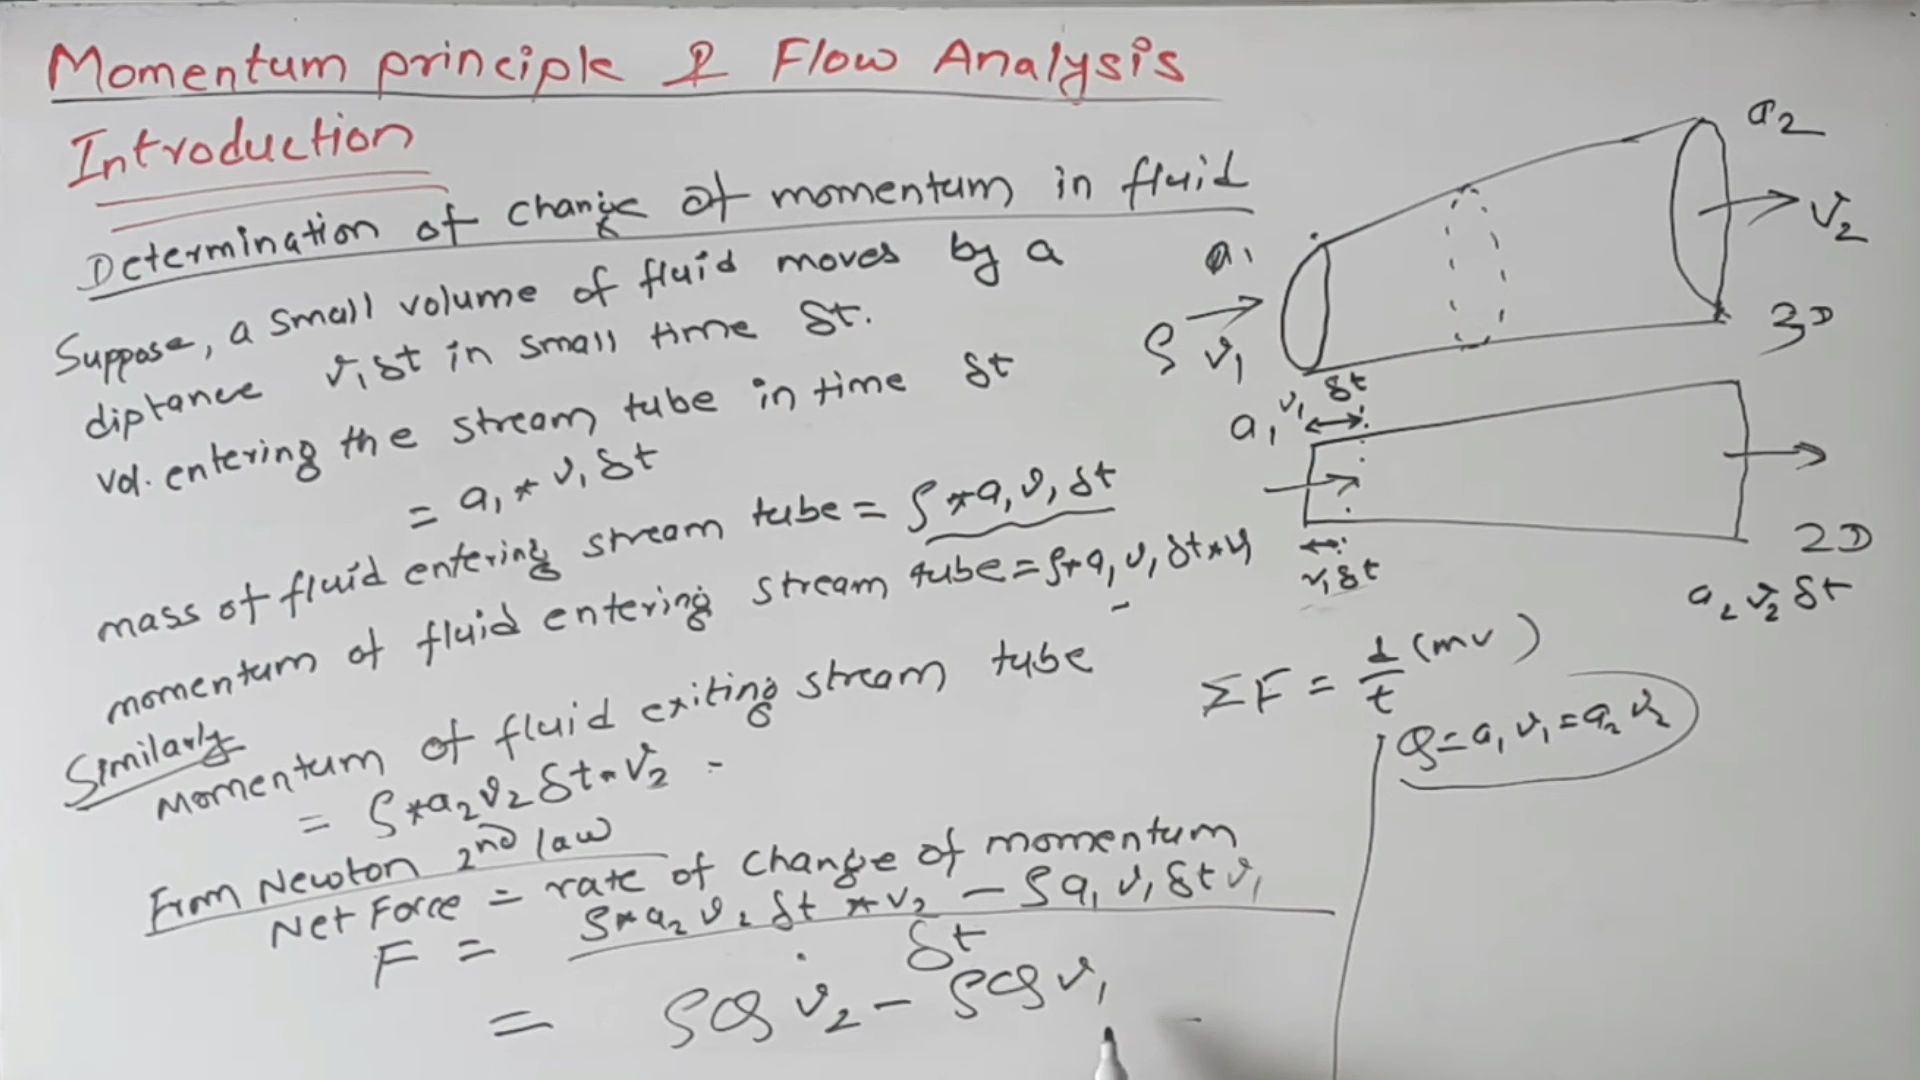 Momentum principle & Flow Analysis
Introduction
Determination of change of momentum in fluid
Suppose, a small volume of fluid moves by a
diptance v₁δt in small time δt.
vol. entering the stream tube in time δt
= a₁ * v₁ δt
mass of fluid entering stream tube = ρ*a₁v₁δt
momentum of fluid entering stream tube = ρ*a₁v₁δt*v₁
Similarly
Momentum of fluid exiting stream tube
= ρ*a₂v₂δt*v₂
From Newton 2nd law
Net Force = rate of change of momentum
F = ρ*a₂v₂δt*v₂ - ρa₁v₁δtv₁
δt
= ρQv₂ - ρQv₁
a₂
v₂
a₁
ρ v₁
3D
v₁ δt
a₁
v₁δt
2D
a₂v₂δt
ΣF = d/t (mv)
Q = a₁v₁ = a₂v₂